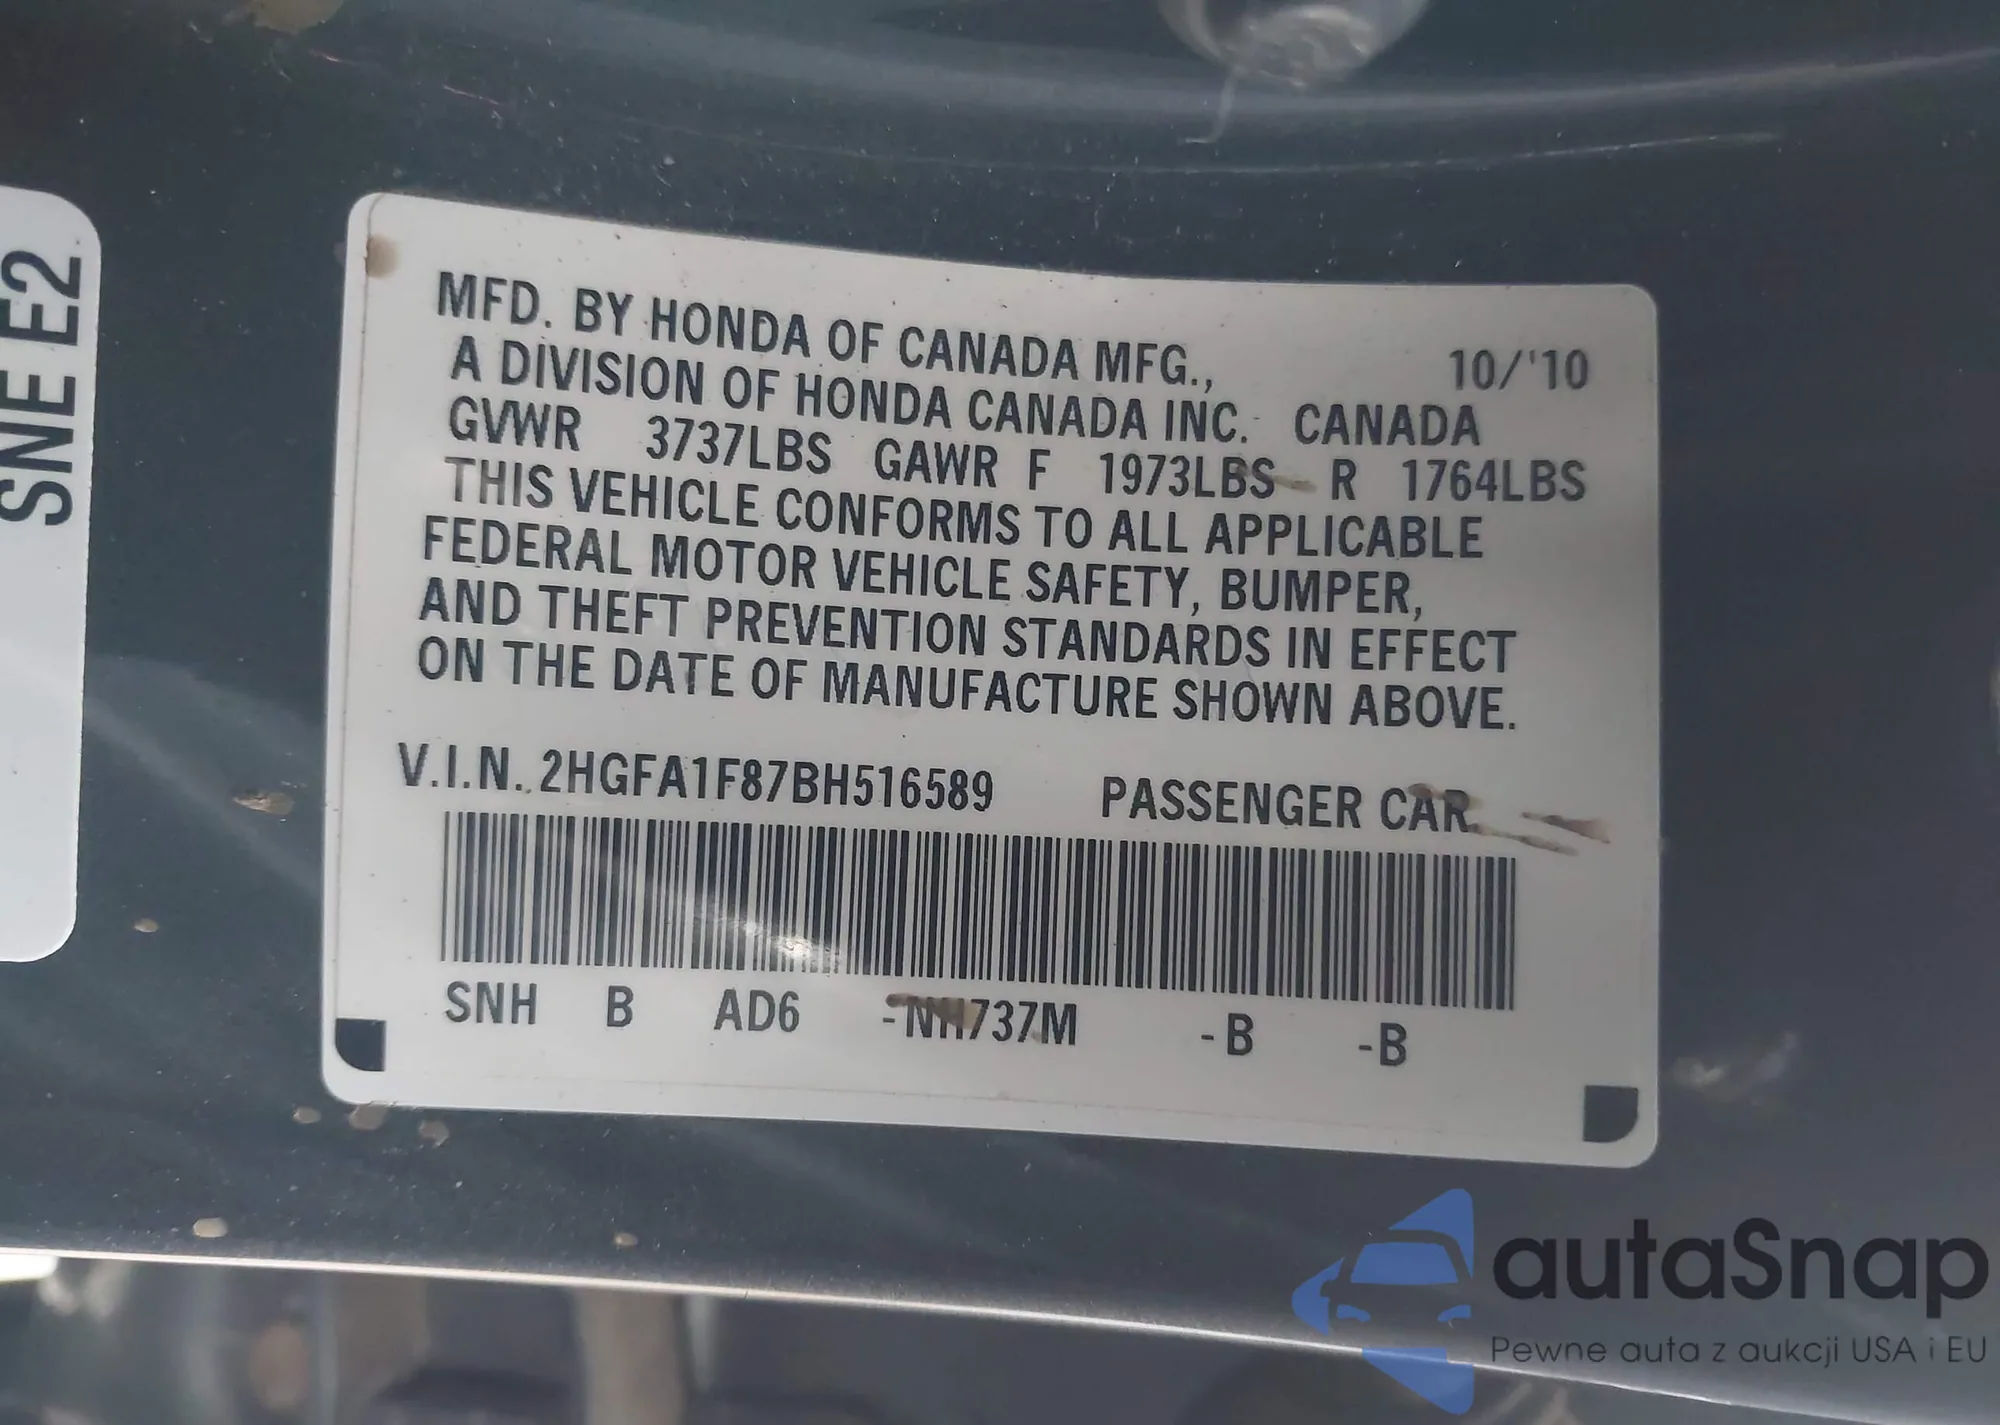 SNE E2
MFD. BY HONDA OF CANADA MFG., 10/'10
A DIVISION OF HONDA CANADA INC. CANADA
GVWR 3737LBS GAWR F 1973LBS R 1764LBS
THIS VEHICLE CONFORMS TO ALL APPLICABLE
FEDERAL MOTOR VEHICLE SAFETY, BUMPER,
AND THEFT PREVENTION STANDARDS IN EFFECT
ON THE DATE OF MANUFACTURE SHOWN ABOVE.
V.I.N. 2HGFA1F87BH516589 PASSENGER CAR
SNH B AD6 -NH737M -B -B
autaSnap
Pewne auta z aukcji USA i EU